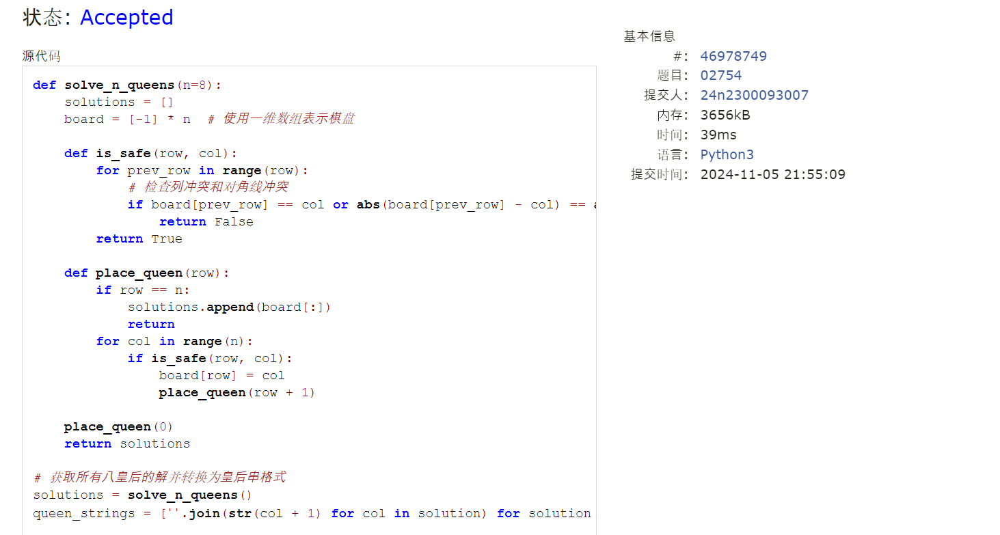 状态: Accepted
源代码
def solve_n_queens(n=8):
    solutions = []
    board = [-1] * n  # 使用一维数组表示棋盘

    def is_safe(row, col):
        for prev_row in range(row):
            # 检查列冲突和对角线冲突
            if board[prev_row] == col or abs(board[prev_row] - col) ==
                return False
        return True

    def place_queen(row):
        if row == n:
            solutions.append(board[:])
            return
        for col in range(n):
            if is_safe(row, col):
                board[row] = col
                place_queen(row + 1)

    place_queen(0)
    return solutions

# 获取所有八皇后的解并转换为皇后串格式
solutions = solve_n_queens()
queen_strings = [''.join(str(col + 1) for col in solution) for solution
基本信息
#: 46978749
题目: 02754
提交人: 24n2300093007
内存: 3656kB
时间: 39ms
语言: Python3
提交时间: 2024-11-05 21:55:09